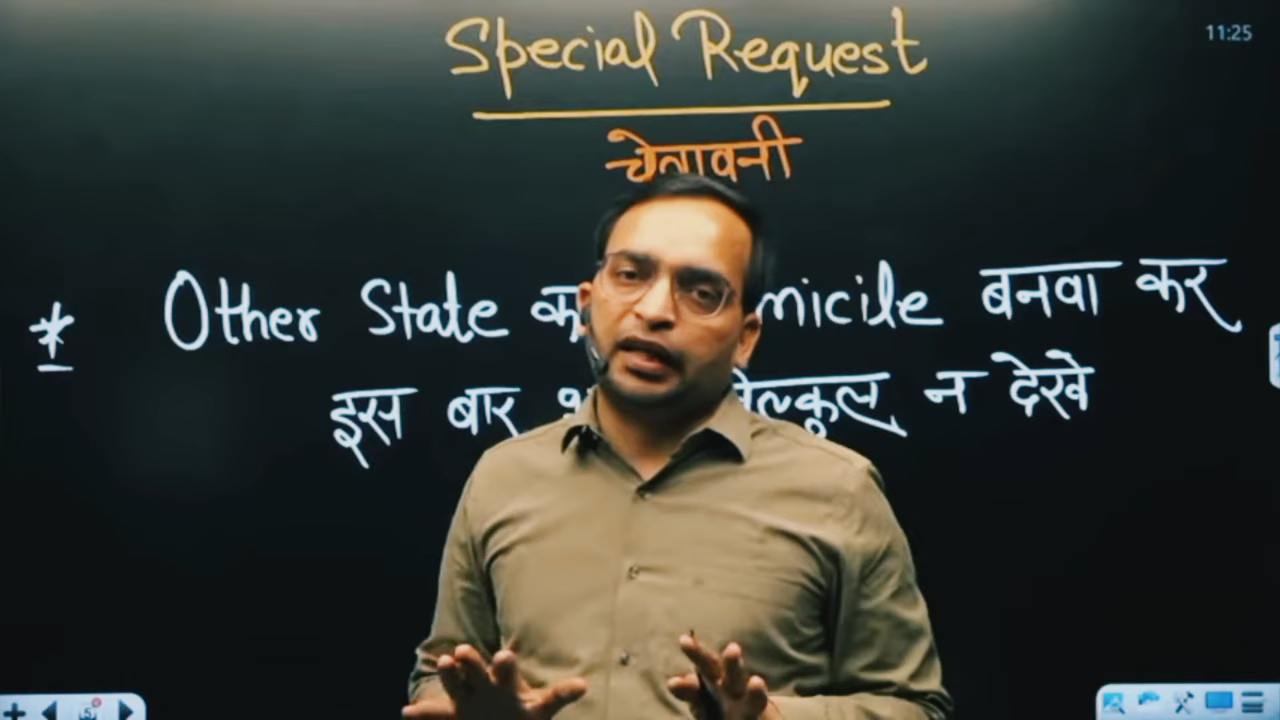 Special Request
11:25
चेतावनी
* Other State का micile बनवा कर
इस बार बिल्कुल न देखे